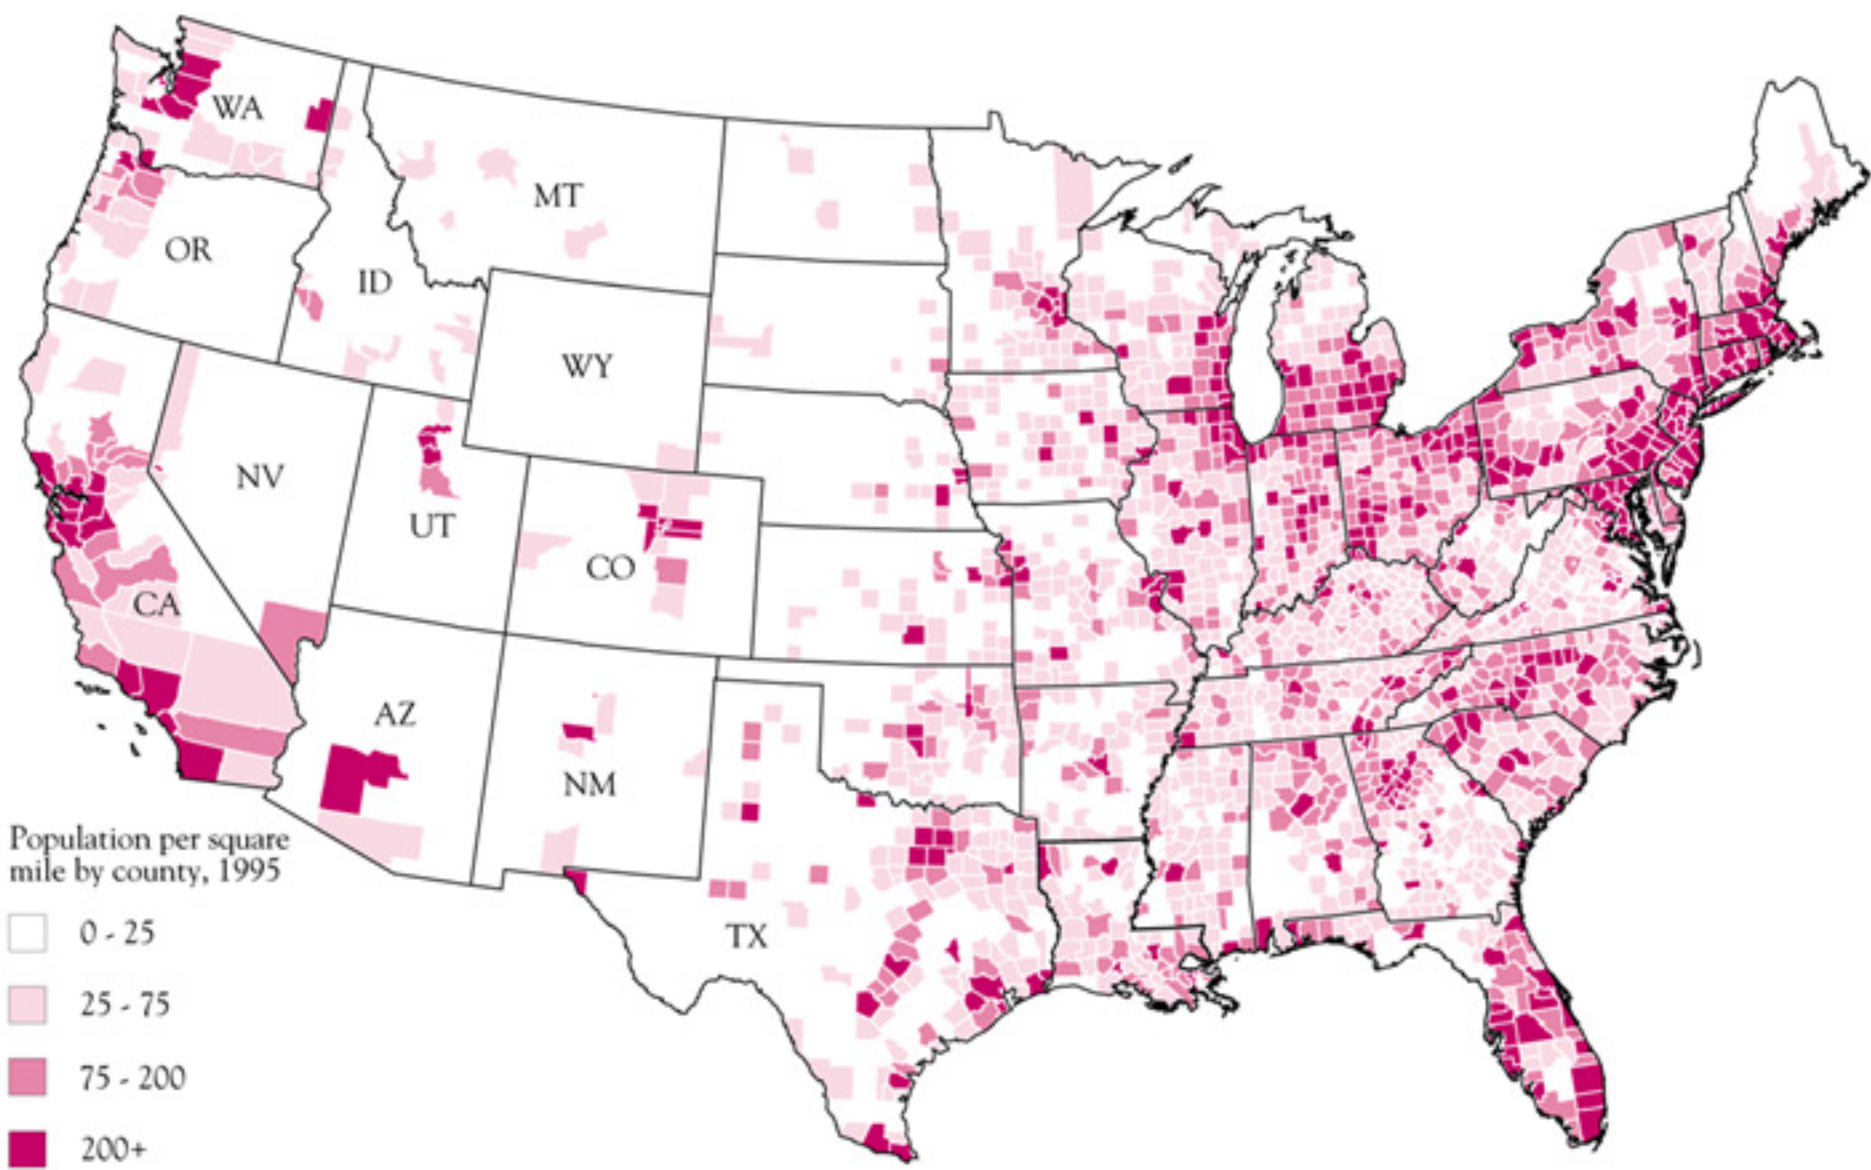 WA
MT
OR
ID
WY
NV
UT
CO
CA
AZ
NM
TX
Population per square
mile by county, 1995
0 - 25
25 - 75
75 - 200
200+